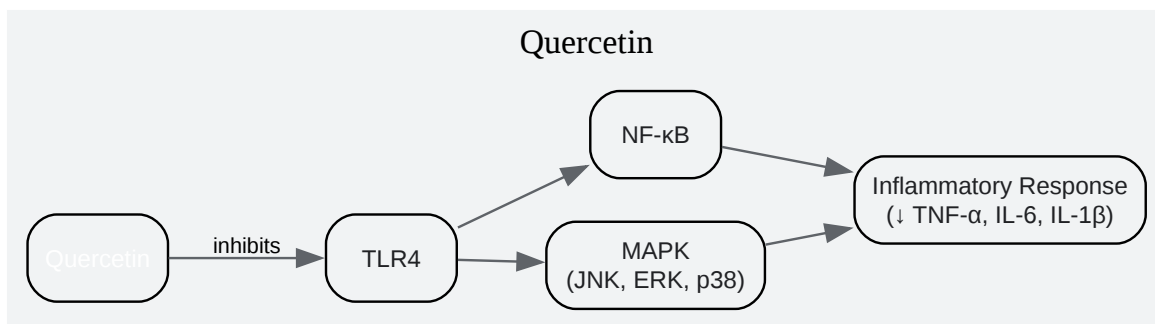 Quercetin
Quercetin
inhibits
TLR4
NF-κB
MAPK
(JNK, ERK, p38)
Inflammatory Response
(↓ TNF-α, IL-6, IL-1β)